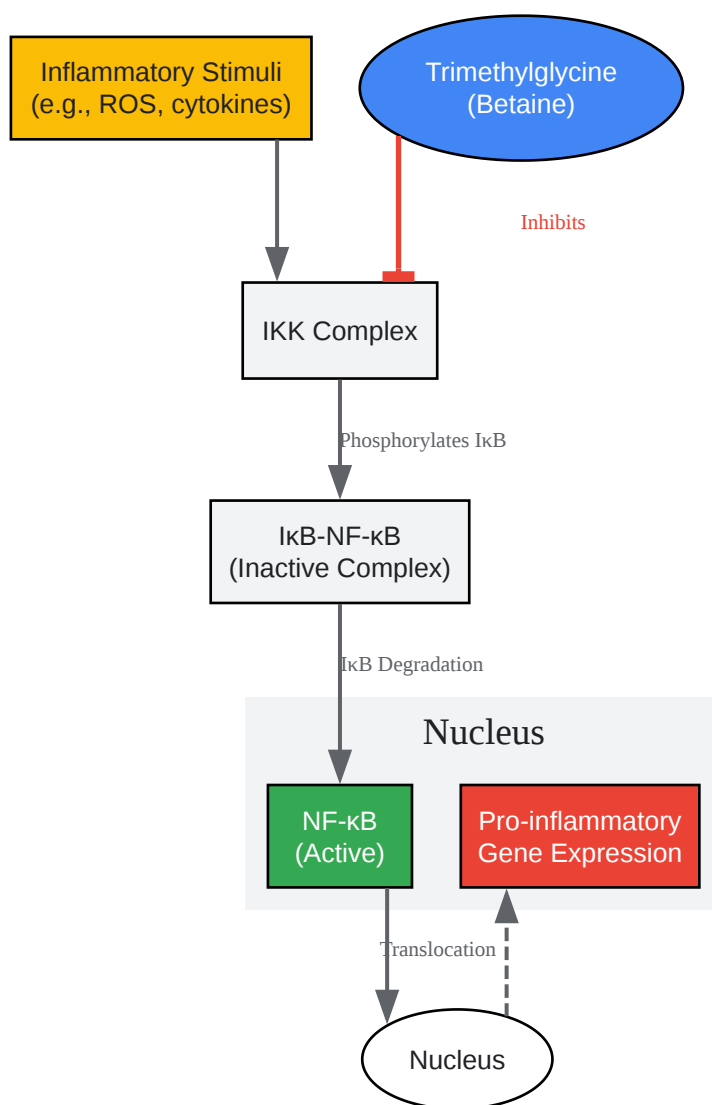 Inflammatory Stimuli
(e.g., ROS, cytokines)
Trimethylglycine
(Betaine)
Inhibits
IKK Complex
Phosphorylates IκB
IκB-NF-κB
(Inactive Complex)
IκB Degradation
Nucleus
NF-κB
(Active)
Pro-inflammatory
Gene Expression
Translocation
Nucleus